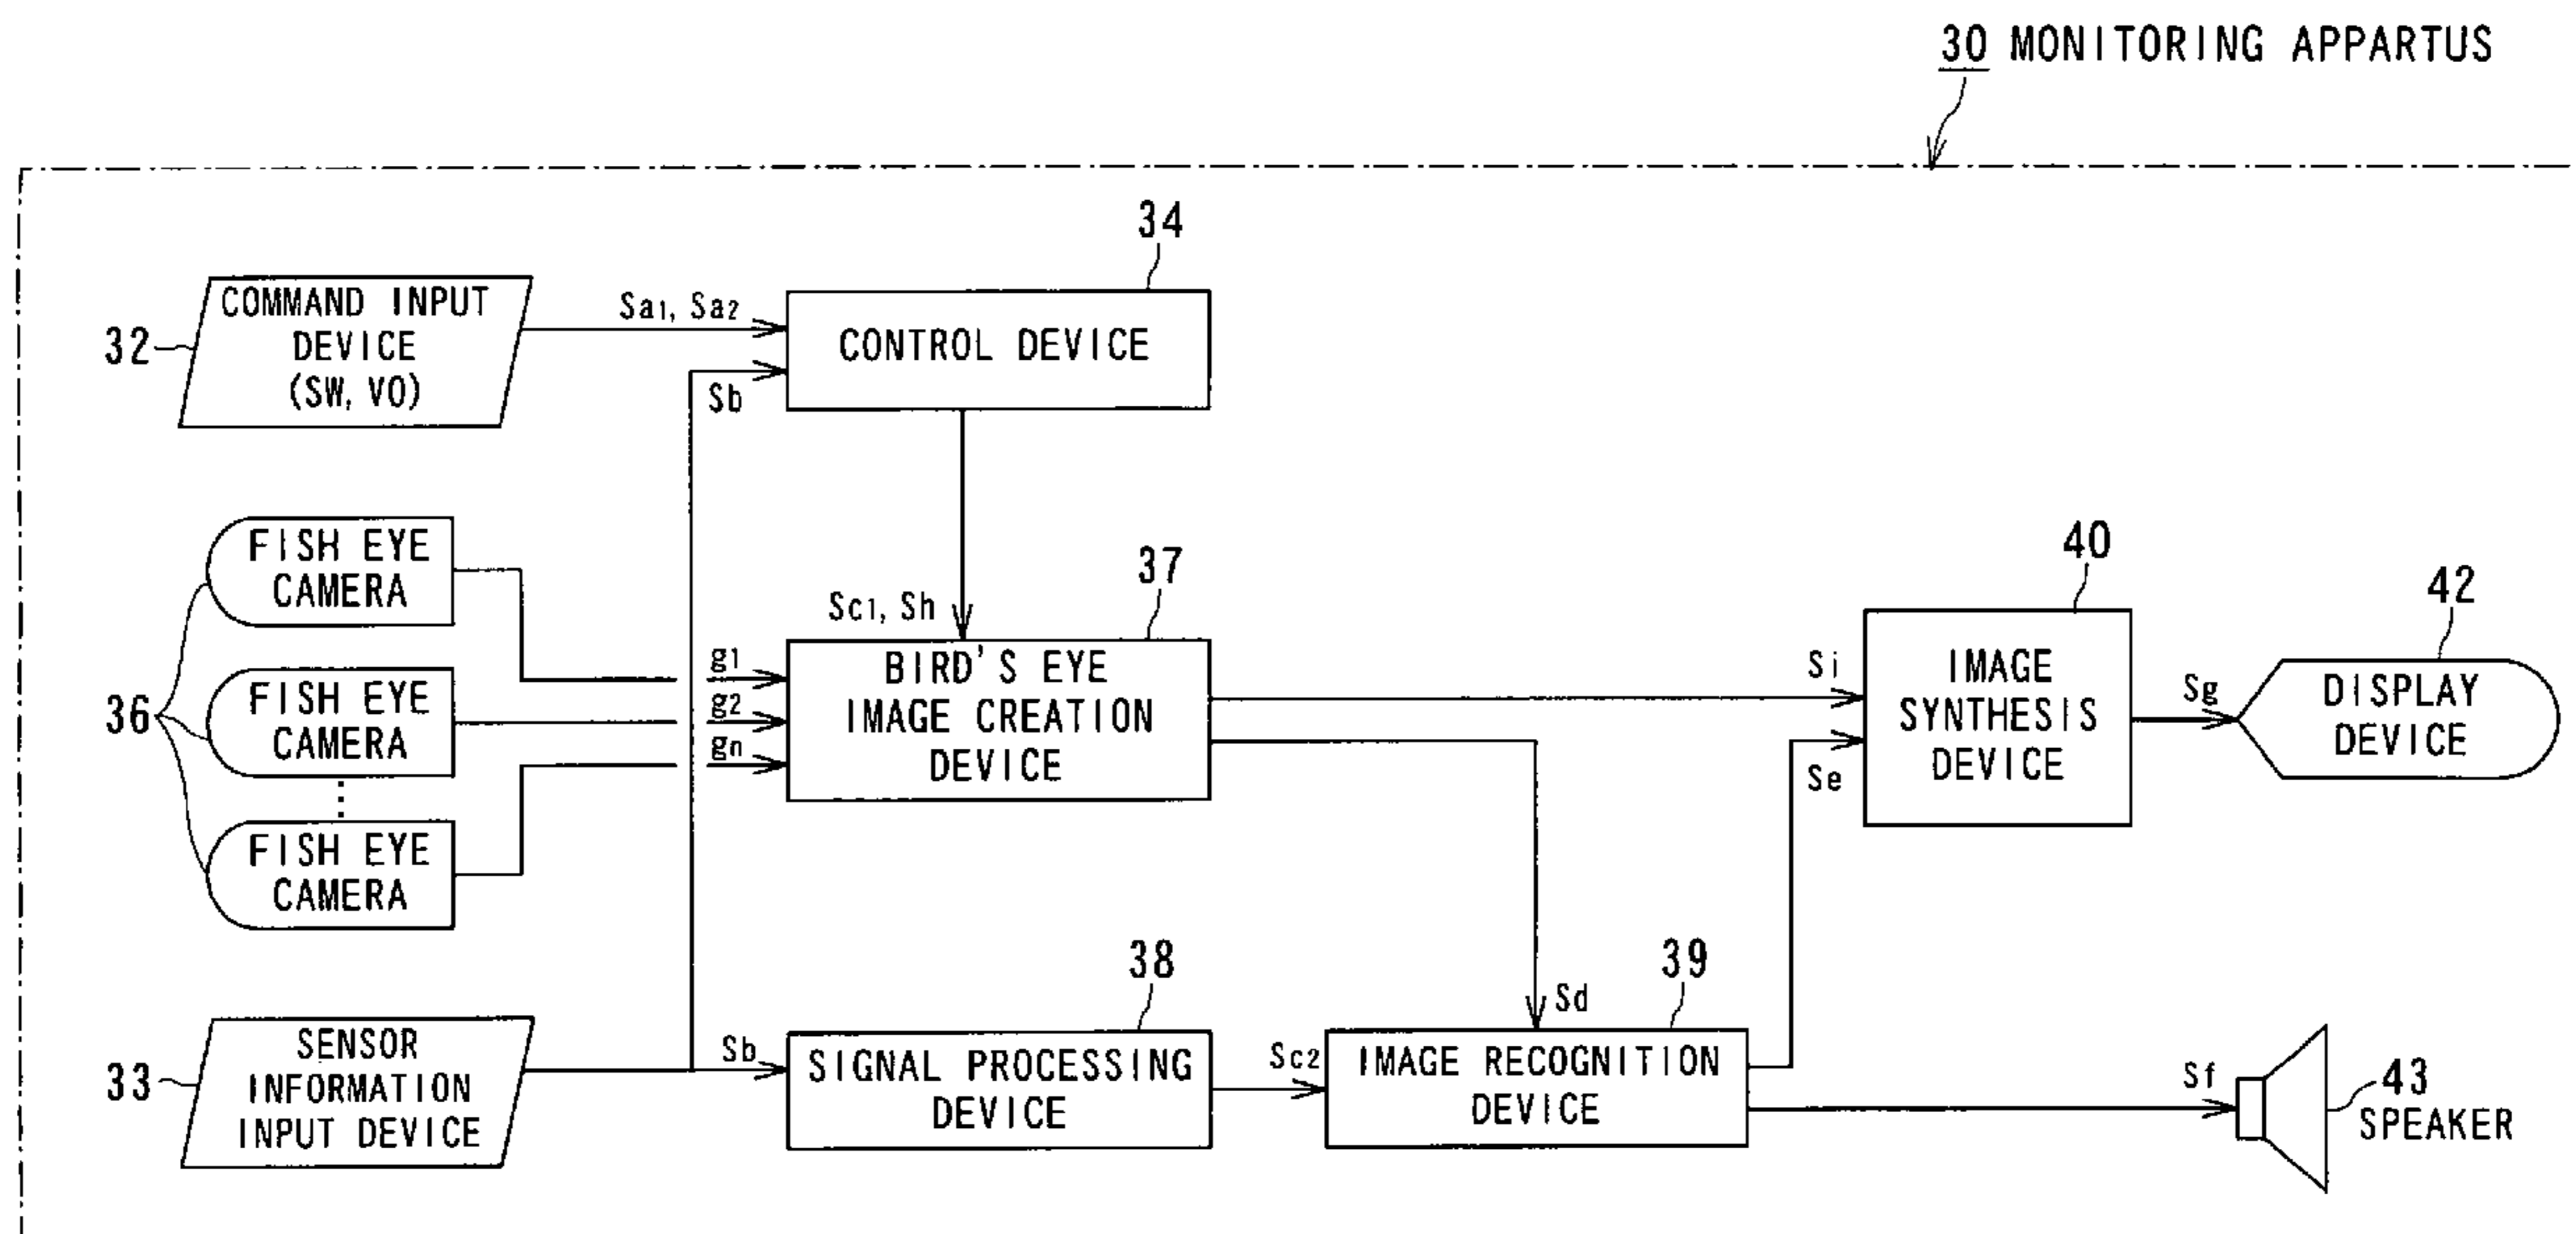 30 MONITORING APPARTUS
34
COMMAND INPUT
DEVICE
(SW, VO)
32
Sa1, Sa2
Sb
CONTROL DEVICE
FISH EYE
CAMERA
FISH EYE
CAMERA
FISH EYE
CAMERA
36
Sc1, Sh
37
g1
g2
gn
BIRD'S EYE
IMAGE CREATION
DEVICE
40
Si
Se
IMAGE
SYNTHESIS
DEVICE
42
Sg
DISPLAY
DEVICE
33
SENSOR
INFORMATION
INPUT DEVICE
Sb
38
SIGNAL PROCESSING
DEVICE
Sc2
Sd
39
IMAGE RECOGNITION
DEVICE
Sf
43
SPEAKER